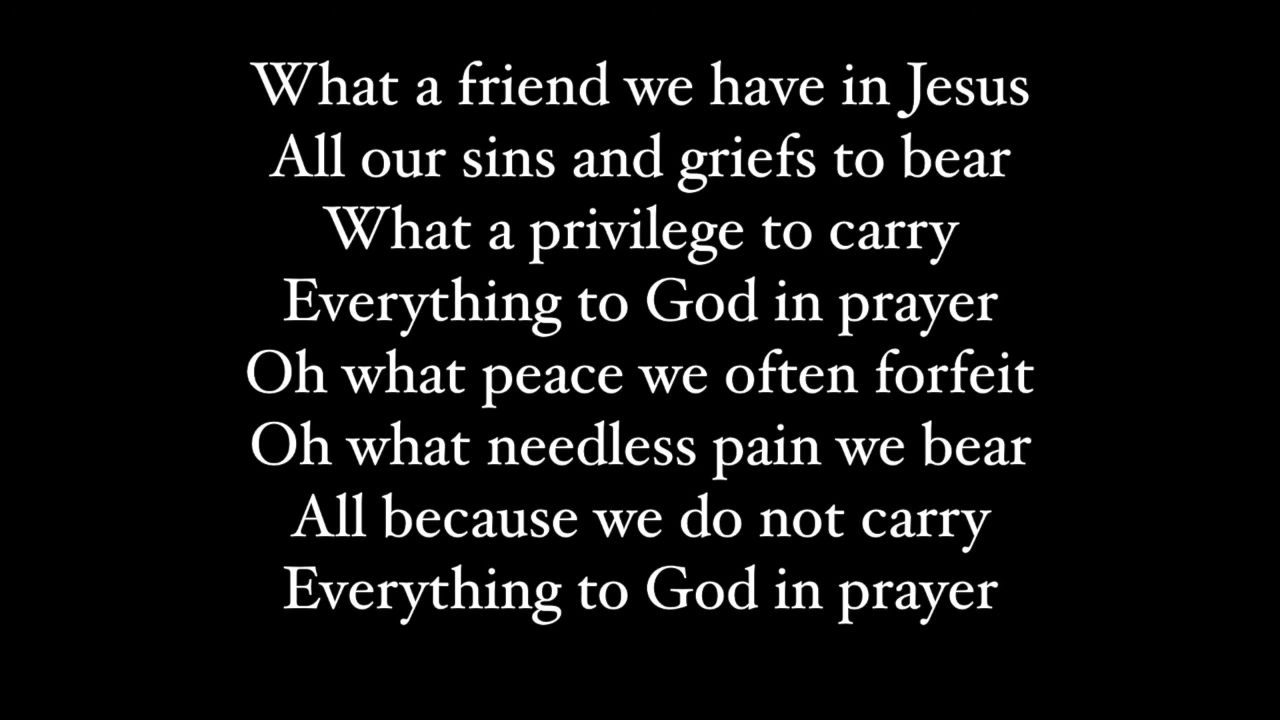 What a friend we have in Jesus
All our sins and griefs to bear
What a privilege to carry
Everything to God in prayer
Oh what peace we often forfeit
Oh what needless pain we bear
All because we do not carry
Everything to God in prayer